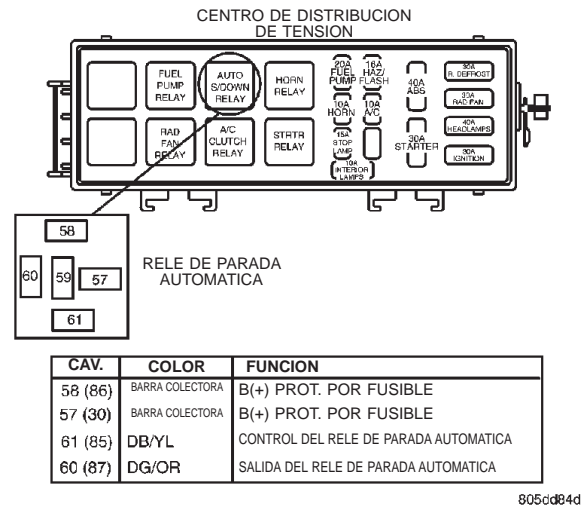 CENTRO DE DISTRIBUCION
DE TENSION
FUEL
PUMP
RELAY
AUTO
S/DOWN
RELAY
HORN
RELAY
RAD
FAN
RELAY
A/C
CLUTCH
RELAY
STRTR
RELAY
20A
FUEL
PUMP
16A
HAZ/
FLASH
10A
HORN
10A
A/C
15A
STOP
LAMP
10A
INTERIOR
LAMPS
40A
ABS
30A
STARTER
30A
R. DEFROST
30A
RAD FAN
40A
HEADLAMPS
30A
IGNITION
58
60
59
57
61
RELE DE PARADA
AUTOMATICA
CAV. COLOR FUNCION
58 (86) BARRA COLECTORA B(+) PROT. POR FUSIBLE
57 (30) BARRA COLECTORA B(+) PROT. POR FUSIBLE
61 (85) DB/YL CONTROL DEL RELE DE PARADA AUTOMATICA
60 (87) DG/OR SALIDA DEL RELE DE PARADA AUTOMATICA
805dd84d